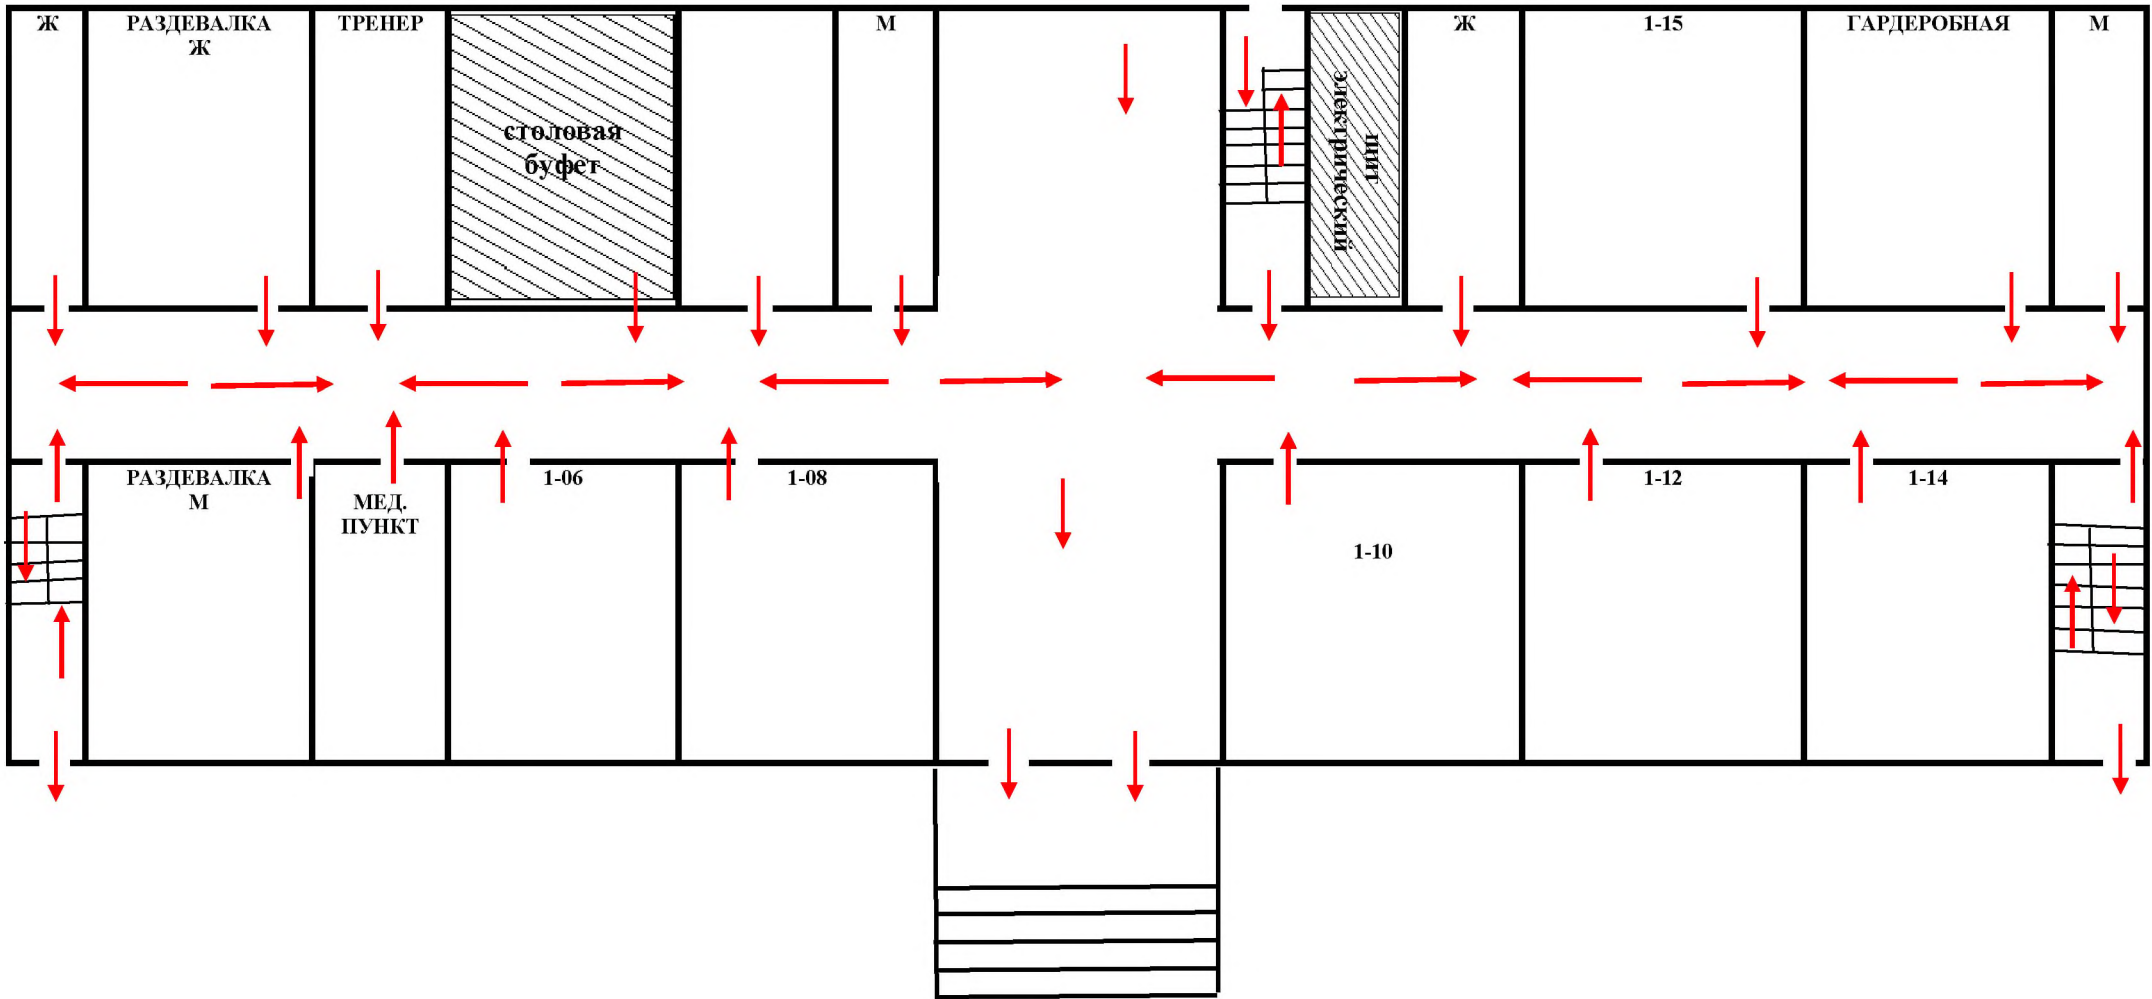 Ж
РАЗДЕВАЛКА
Ж
ТРЕНЕР
столовая
буфет
М
электрический
щит
Ж
1-15
ГАРДЕРОБНАЯ
М
РАЗДЕВАЛКА
М
МЕД.
ПУНКТ
1-06
1-08
1-10
1-12
1-14